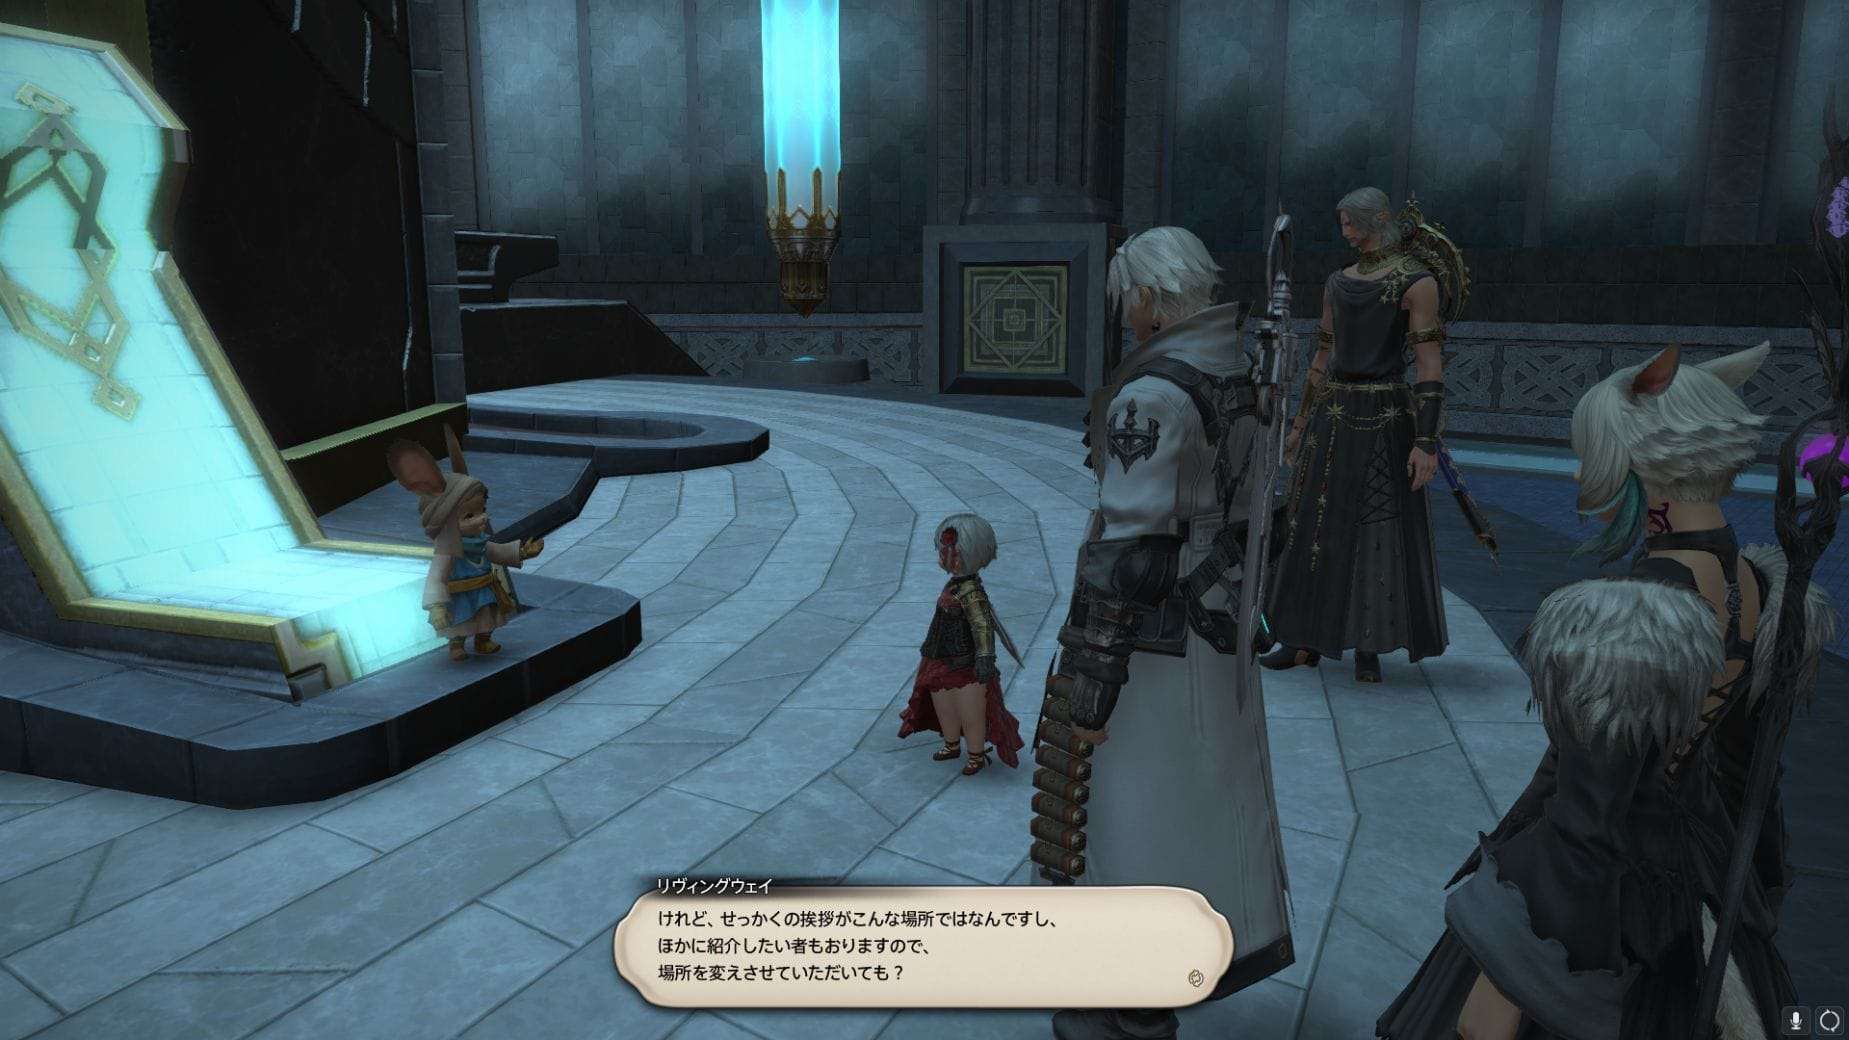 リヴィングウェイ
けれど、せっかくの挨拶がこんな場所ではなんですし、
ほかに紹介したい者もおりますので、
場所を変えさせていただいても？